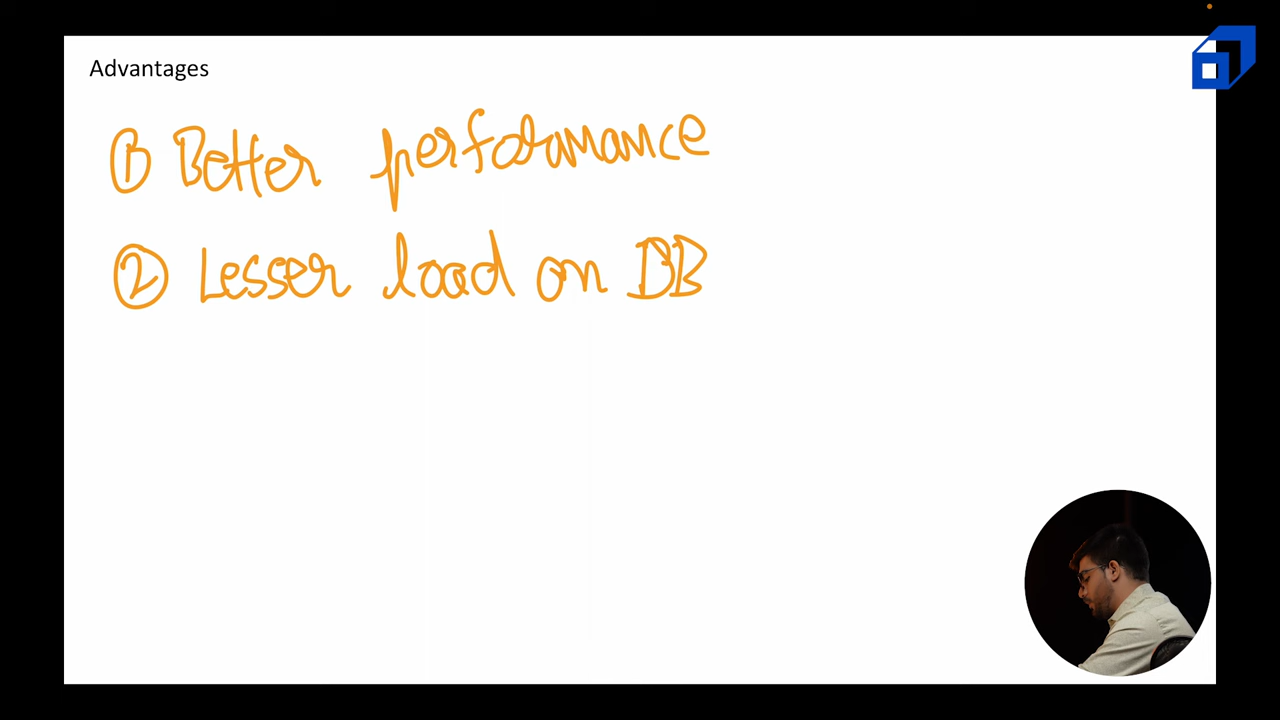 Advantages
① Better performance
② Lesser load on DB